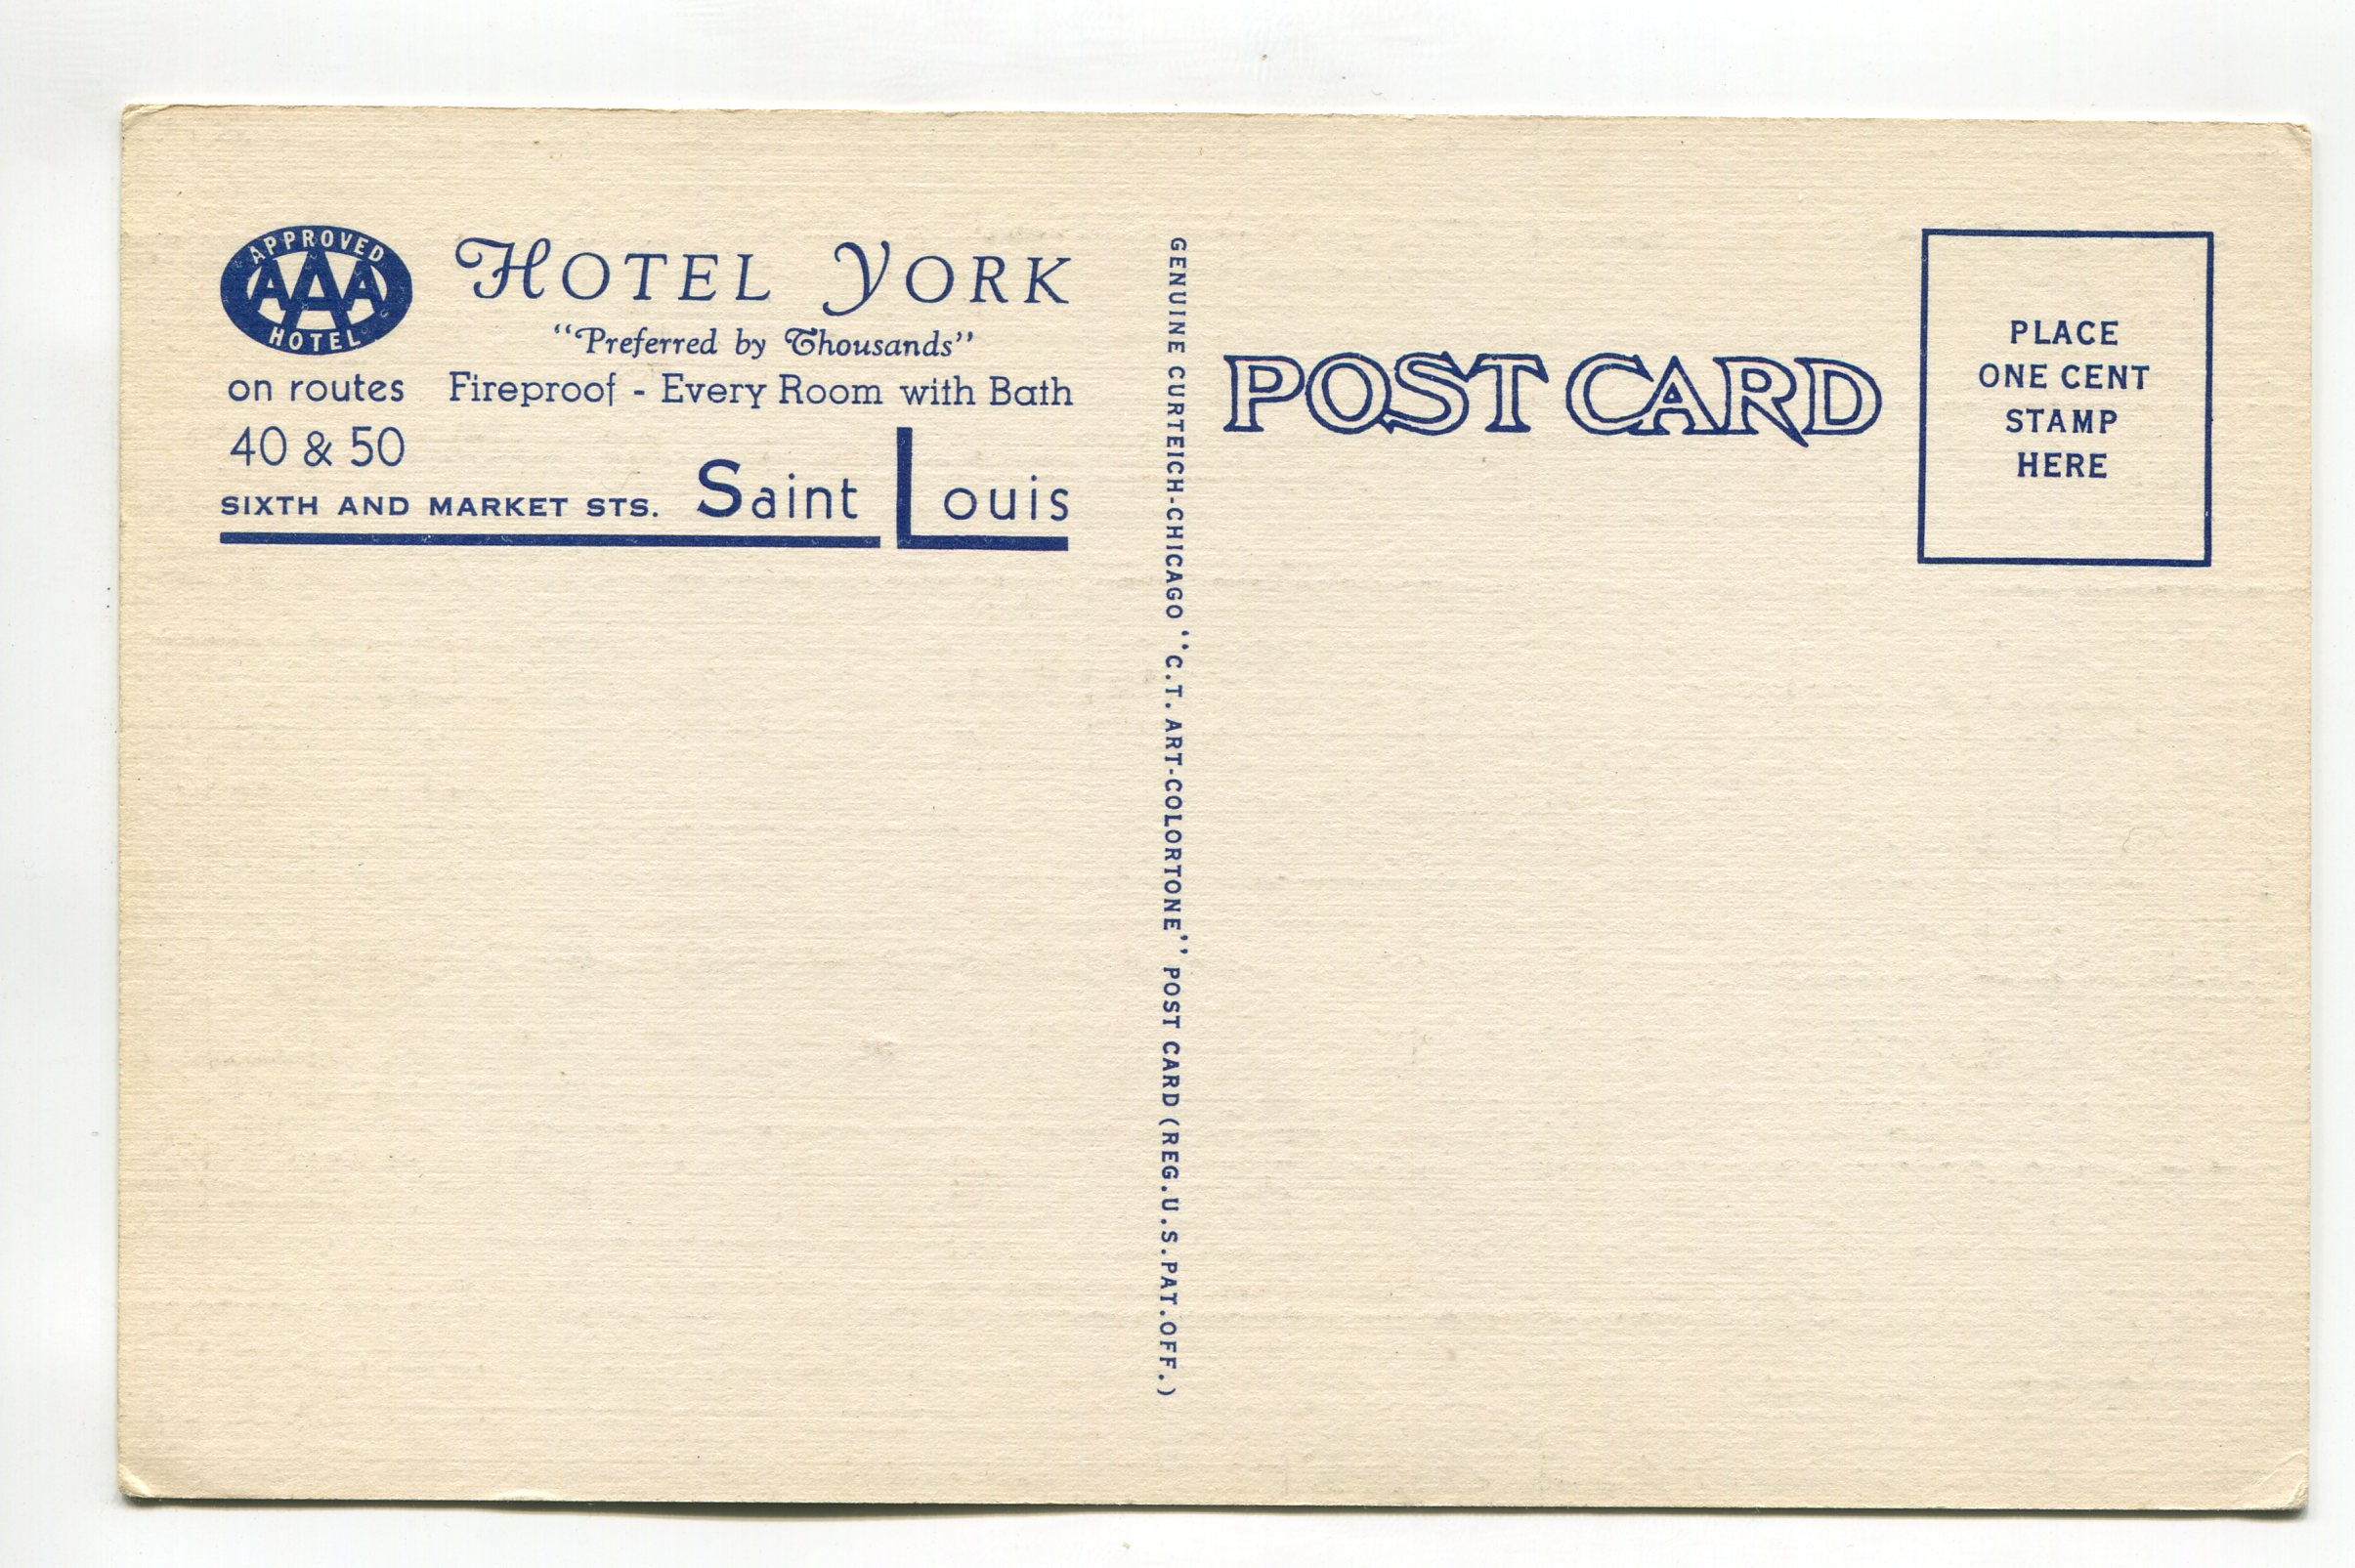 APPROVED
AAA
HOTEL
on routes
40 & 50
HOTEL YORK
“Preferred by Thousands”
Fireproof - Every Room with Bath
SIXTH AND MARKET STS. Saint Louis
GENUINE CURTEICH-CHICAGO “C.T. ART-COLORTONE” POST CARD (REG.U.S.PAT.OFF.)
POST CARD
PLACE
ONE CENT
STAMP
HERE